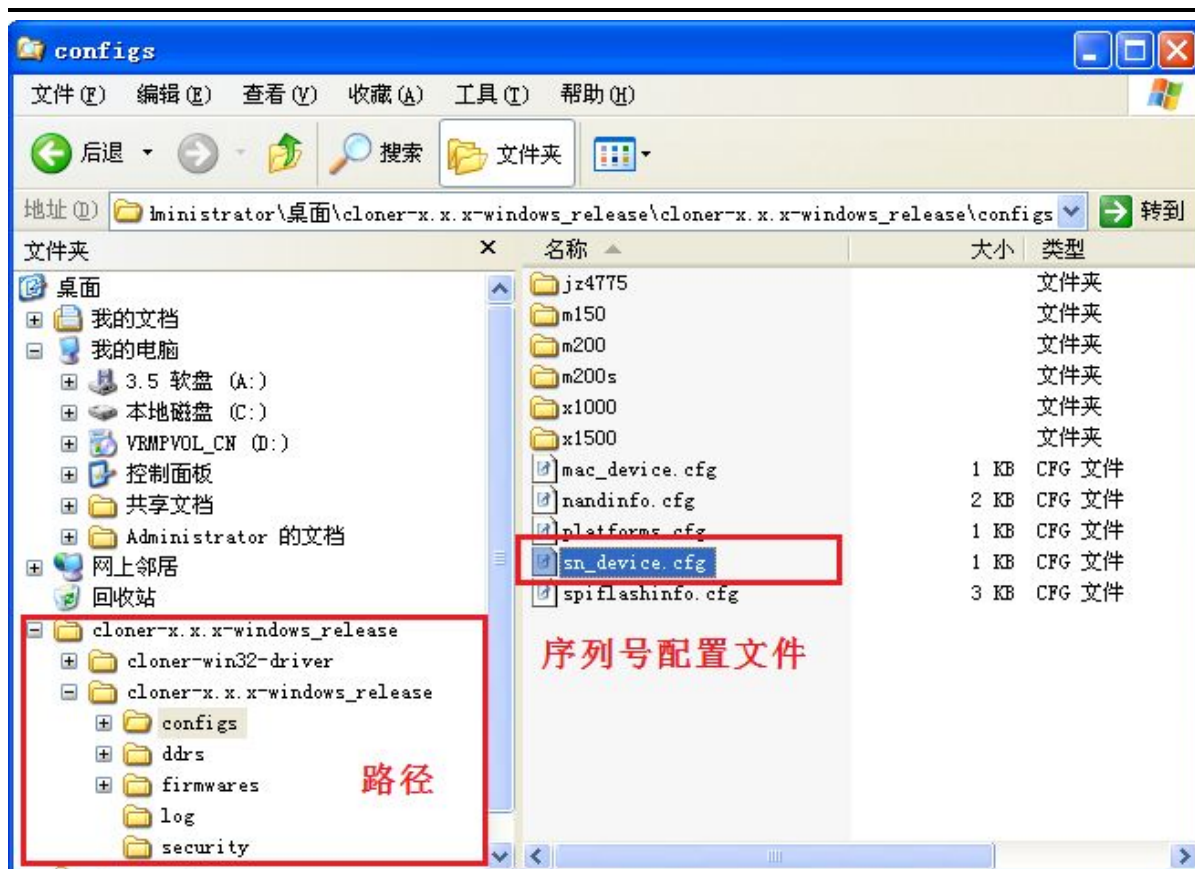 configs
文件(F) 编辑(E) 查看(V) 收藏(A) 工具(T) 帮助(H)
后退 搜索 文件夹
地址(D) lministrator\桌面\cloner-x.x.x-windows_release\cloner-x.x.x-windows_release\configs 转到
文件夹 名称 大小 类型
桌面
我的文档
我的电脑
3.5 软盘 (A:)
本地磁盘 (C:)
VRMPVOL_CN (D:)
控制面板
共享文档
Administrator 的文档
网上邻居
回收站
cloner-x.x.x-windows_release
cloner-win32-driver
cloner-x.x.x-windows_release
configs
ddrs
firmwares
log
security
路径
jz4775 文件夹
m150 文件夹
m200 文件夹
m200s 文件夹
x1000 文件夹
x1500 文件夹
mac_device.cfg 1 KB CFG 文件
nandinfo.cfg 2 KB CFG 文件
platforms.cfg 1 KB CFG 文件
sn_device.cfg 1 KB CFG 文件
spiflashinfo.cfg 3 KB CFG 文件
序列号配置文件